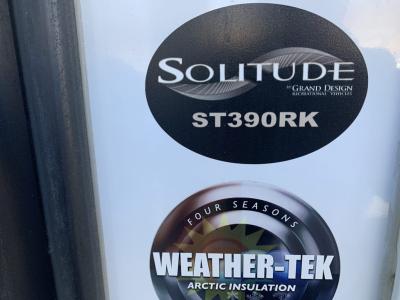 SOLITUDE
BY GRAND DESIGN
RECREATIONAL VEHICLES
ST390RK
FOUR SEASONS
WEATHER-TEK
ARCTIC INSULATION